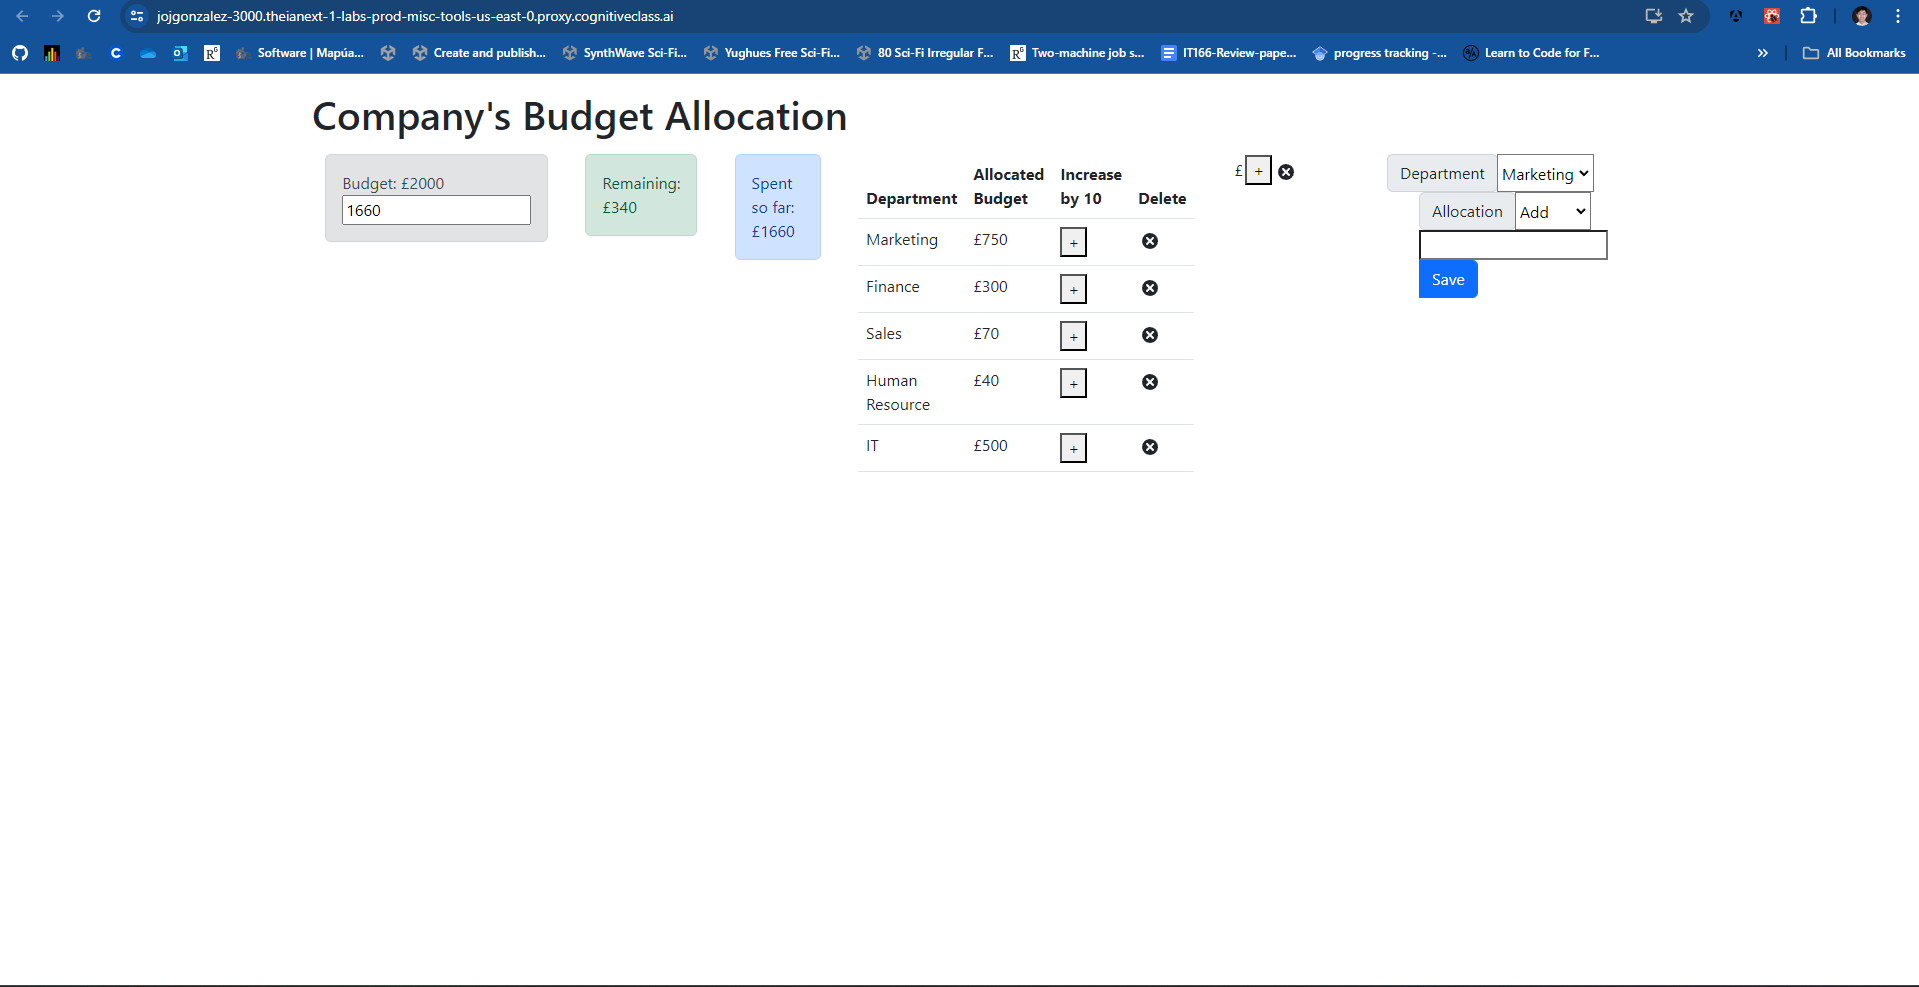 jojgonzalez-3000.theianext-1-labs-prod-misc-tools-us-east-0.proxy.cognitiveclass.ai
Software | Mapúa... Create and publish... SynthWave Sci-Fi... Yughues Free Sci-Fi... 80 Sci-Fi Irregular F... Two-machine job s... IT166-Review-pape... progress tracking -... Learn to Code for F... » All Bookmarks
Company's Budget Allocation
Budget: £2000
1660
Remaining:
£340
Spent
so far:
£1660
Department Allocated Budget Increase by 10 Delete
Marketing £750 +
Finance £300 +
Sales £70 +
Human Resource £40 +
IT £500 +
£ +
Department Marketing
Allocation Add
Save